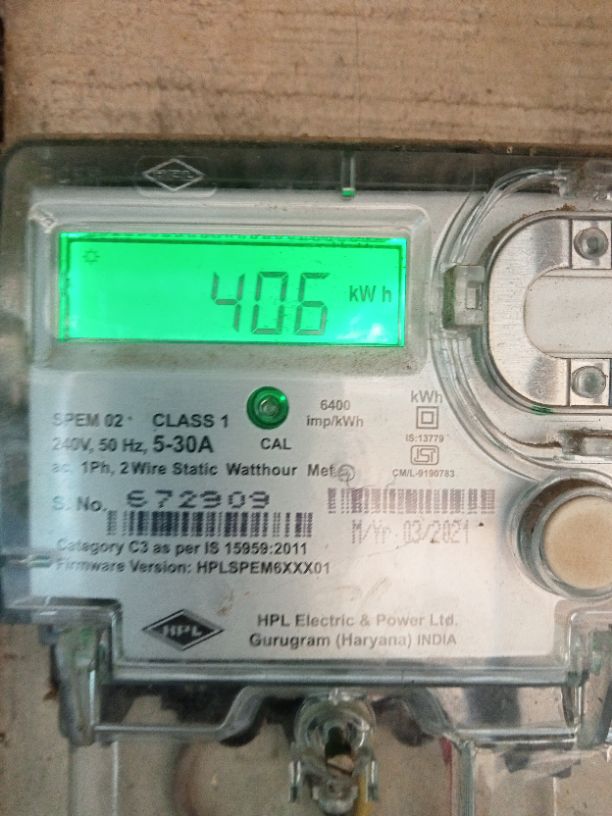 HPL
406 kWh
SPEM 02 CLASS 1
240V, 50 Hz, 5-30A
CAL
6400
imp/kWh
kWh
IS:13779
ISI
CM/L-9190783
ac, 1Ph, 2 Wire Static Watthour
S. No. 672909
M/Yr. 03/2021
Category C3 as per IS 15959:2011
Firmware Version: HPLSPEM6XXX01
HPL
HPL Electric & Power Ltd.
Gurugram (Haryana) INDIA